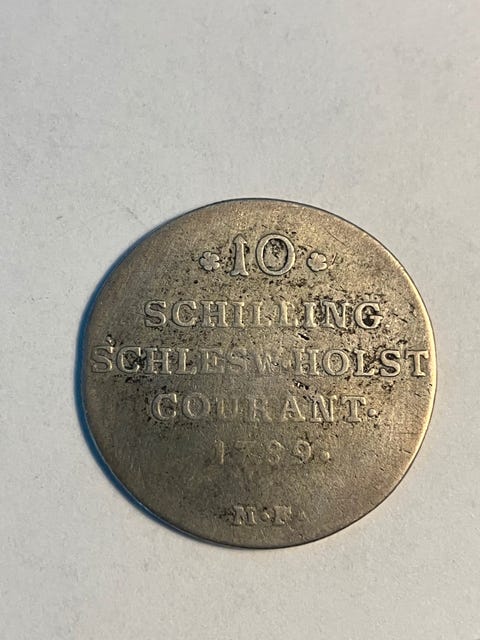 10
SCHILLING
SCHLESW·HOLST
COURANT.
1789.
M·F·